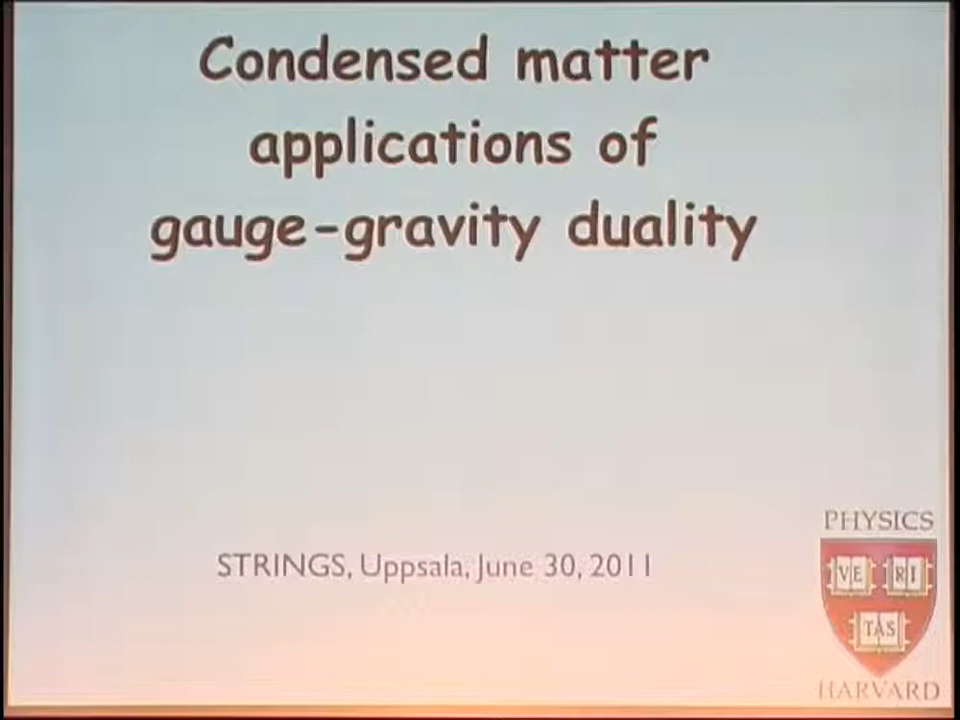 Condensed matter
applications of
gauge-gravity duality
STRINGS, Uppsala, June 30, 2011
PHYSICS
VE RI
TAS
HARVARD